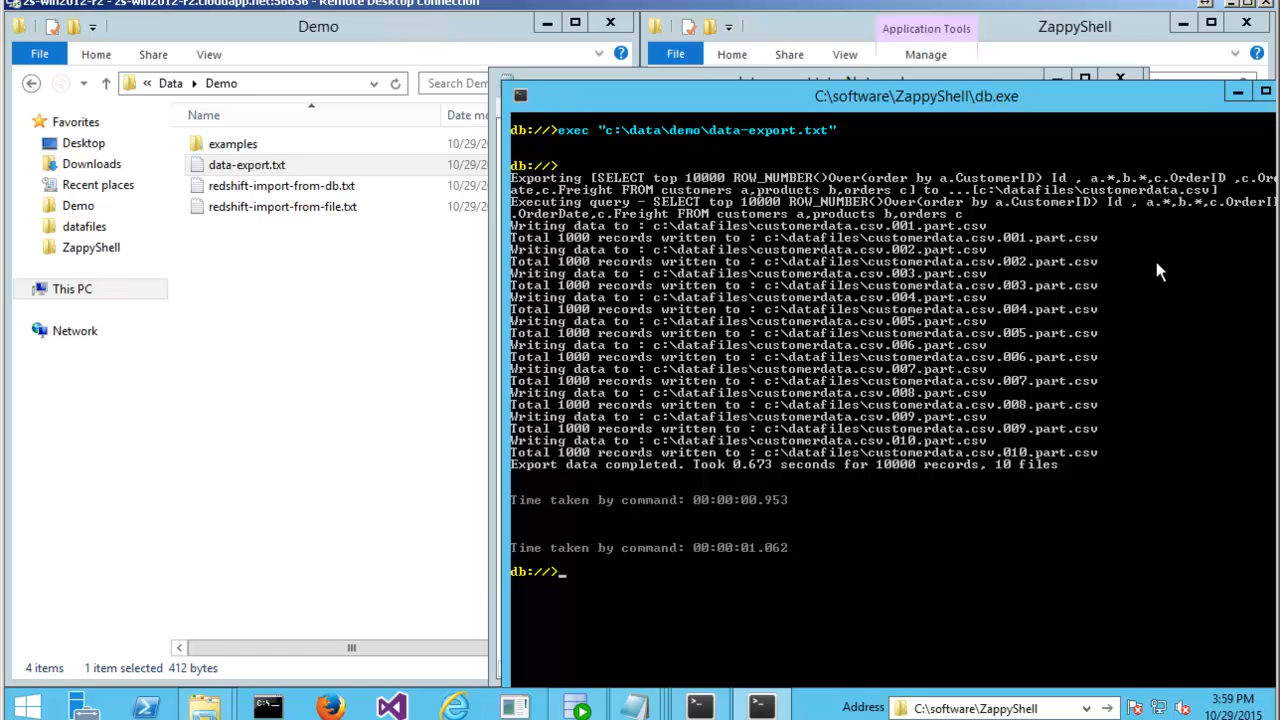 2s-win2012-r2 - zs-win2012-r2.cloudapp.net:56636 - Remote Desktop Connection
Demo
File Home Share View
Data Demo
Search Dem
Name Date mo
Favorites
Desktop
Downloads
Recent places
Demo
datafiles
ZappyShell
This PC
Network
examples 10/29/20
data-export.txt 10/29/20
redshift-import-from-db.txt 10/29/20
redshift-import-from-file.txt 10/29/20
4 items 1 item selected 412 bytes
Application Tools
ZappyShell
File Home Share View Manage
C:\software\ZappyShell\db.exe
db://>exec "c:\data\demo\data-export.txt"
db://>
Exporting [SELECT top 10000 ROW_NUMBER()Over(order by a.CustomerID) Id , a.*,b.*,c.OrderID ,c.Orde
ate,c.Freight FROM customers a,products b,orders c] to ...[c:\datafiles\customerdata.csv]
Executing query - SELECT top 10000 ROW_NUMBER()Over(order by a.CustomerID) Id , a.*,b.*,c.OrderID
.OrderDate,c.Freight FROM customers a,products b,orders c
Writing data to : c:\datafiles\customerdata.csv.001.part.csv
Total 1000 records written to : c:\datafiles\customerdata.csv.001.part.csv
Writing data to : c:\datafiles\customerdata.csv.002.part.csv
Total 1000 records written to : c:\datafiles\customerdata.csv.002.part.csv
Writing data to : c:\datafiles\customerdata.csv.003.part.csv
Total 1000 records written to : c:\datafiles\customerdata.csv.003.part.csv
Writing data to : c:\datafiles\customerdata.csv.004.part.csv
Total 1000 records written to : c:\datafiles\customerdata.csv.004.part.csv
Writing data to : c:\datafiles\customerdata.csv.005.part.csv
Total 1000 records written to : c:\datafiles\customerdata.csv.005.part.csv
Writing data to : c:\datafiles\customerdata.csv.006.part.csv
Total 1000 records written to : c:\datafiles\customerdata.csv.006.part.csv
Writing data to : c:\datafiles\customerdata.csv.007.part.csv
Total 1000 records written to : c:\datafiles\customerdata.csv.007.part.csv
Writing data to : c:\datafiles\customerdata.csv.008.part.csv
Total 1000 records written to : c:\datafiles\customerdata.csv.008.part.csv
Writing data to : c:\datafiles\customerdata.csv.009.part.csv
Total 1000 records written to : c:\datafiles\customerdata.csv.009.part.csv
Writing data to : c:\datafiles\customerdata.csv.010.part.csv
Total 1000 records written to : c:\datafiles\customerdata.csv.010.part.csv
Export data completed. Took 0.673 seconds for 10000 records, 10 files
Time taken by command: 00:00:00.953
Time taken by command: 00:00:01.062
db://>_
Address C:\software\ZappyShell
3:59 PM
10/29/2015